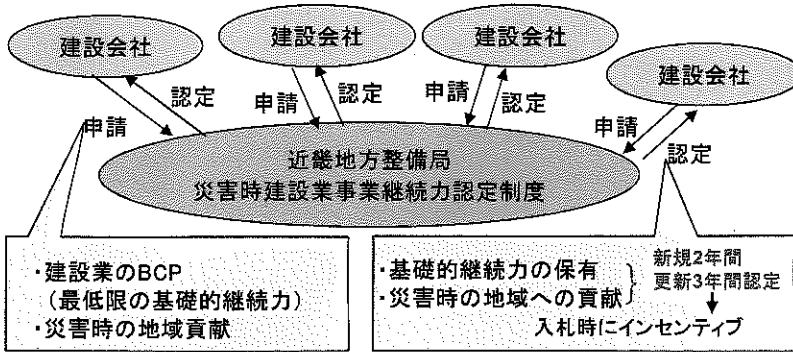 建設会社
建設会社
建設会社
建設会社
申請
認定
申請
認定
申請
認定
申請
認定
近畿地方整備局
災害時建設業事業継続力認定制度
・建設業のBCP
（最低限の基礎的継続力）
・災害時の地域貢献
・基礎的継続力の保有
・災害時の地域への貢献
新規2年間
更新3年間認定
入札時にインセンティブ